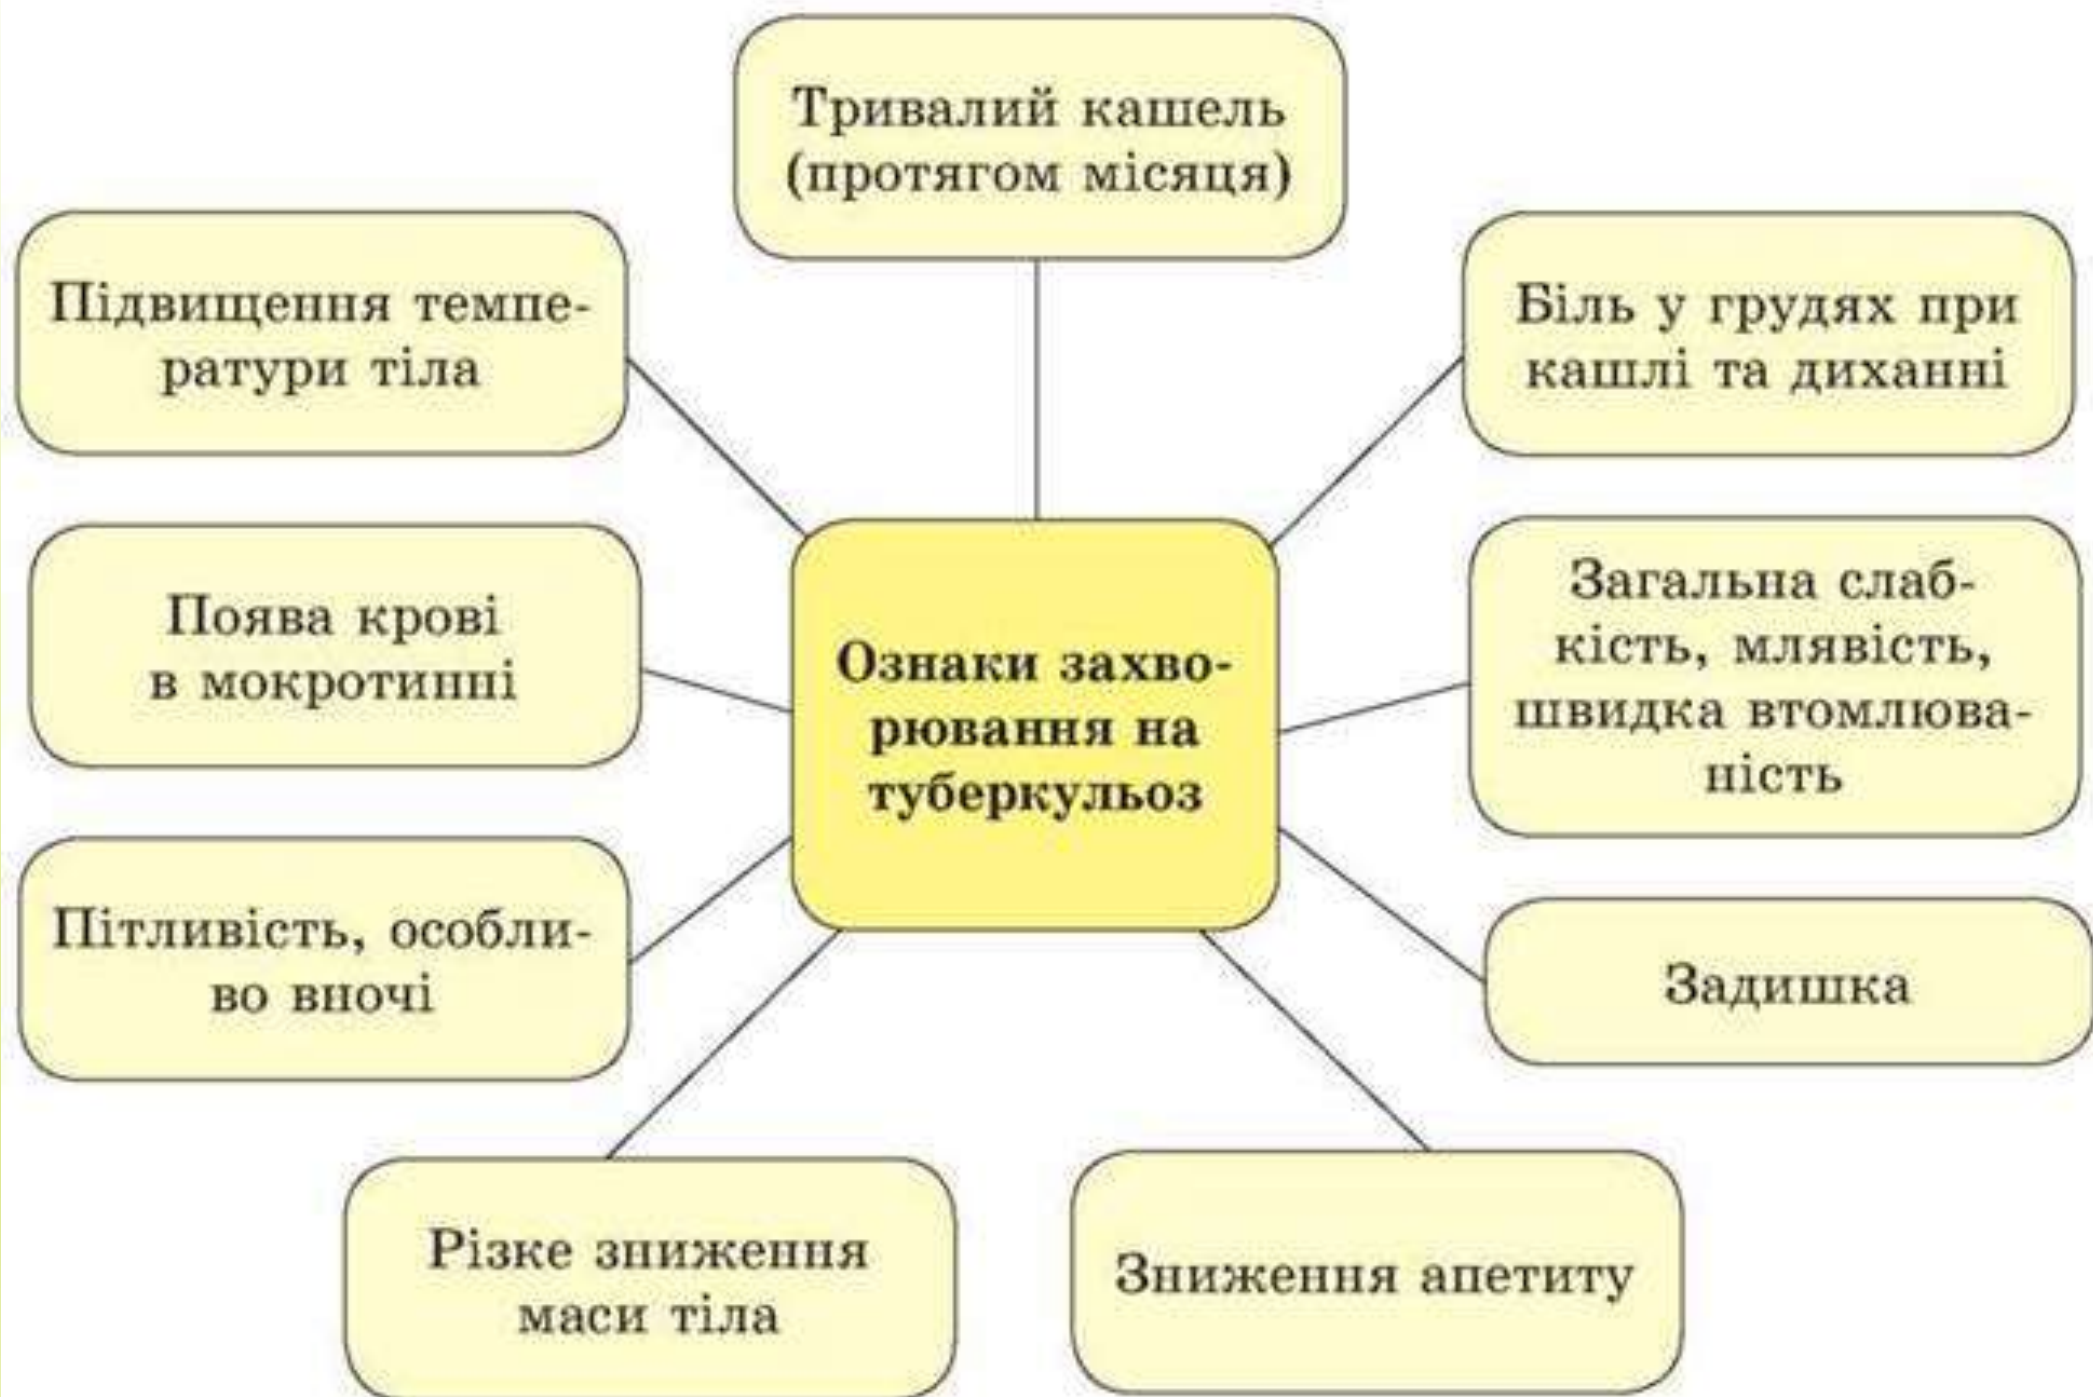 Тривалий кашель
(протягом місяця)
Підвищення темпе-
ратури тіла
Біль у грудях при
кашлі та диханні
Поява крові
в мокротинні
Ознаки захво-
рювання на
туберкульоз
Загальна слаб-
кість, млявість,
швидка втомлюва-
ність
Пітливість, особли-
во вночі
Задишка
Різке зниження
маси тіла
Зниження апетиту